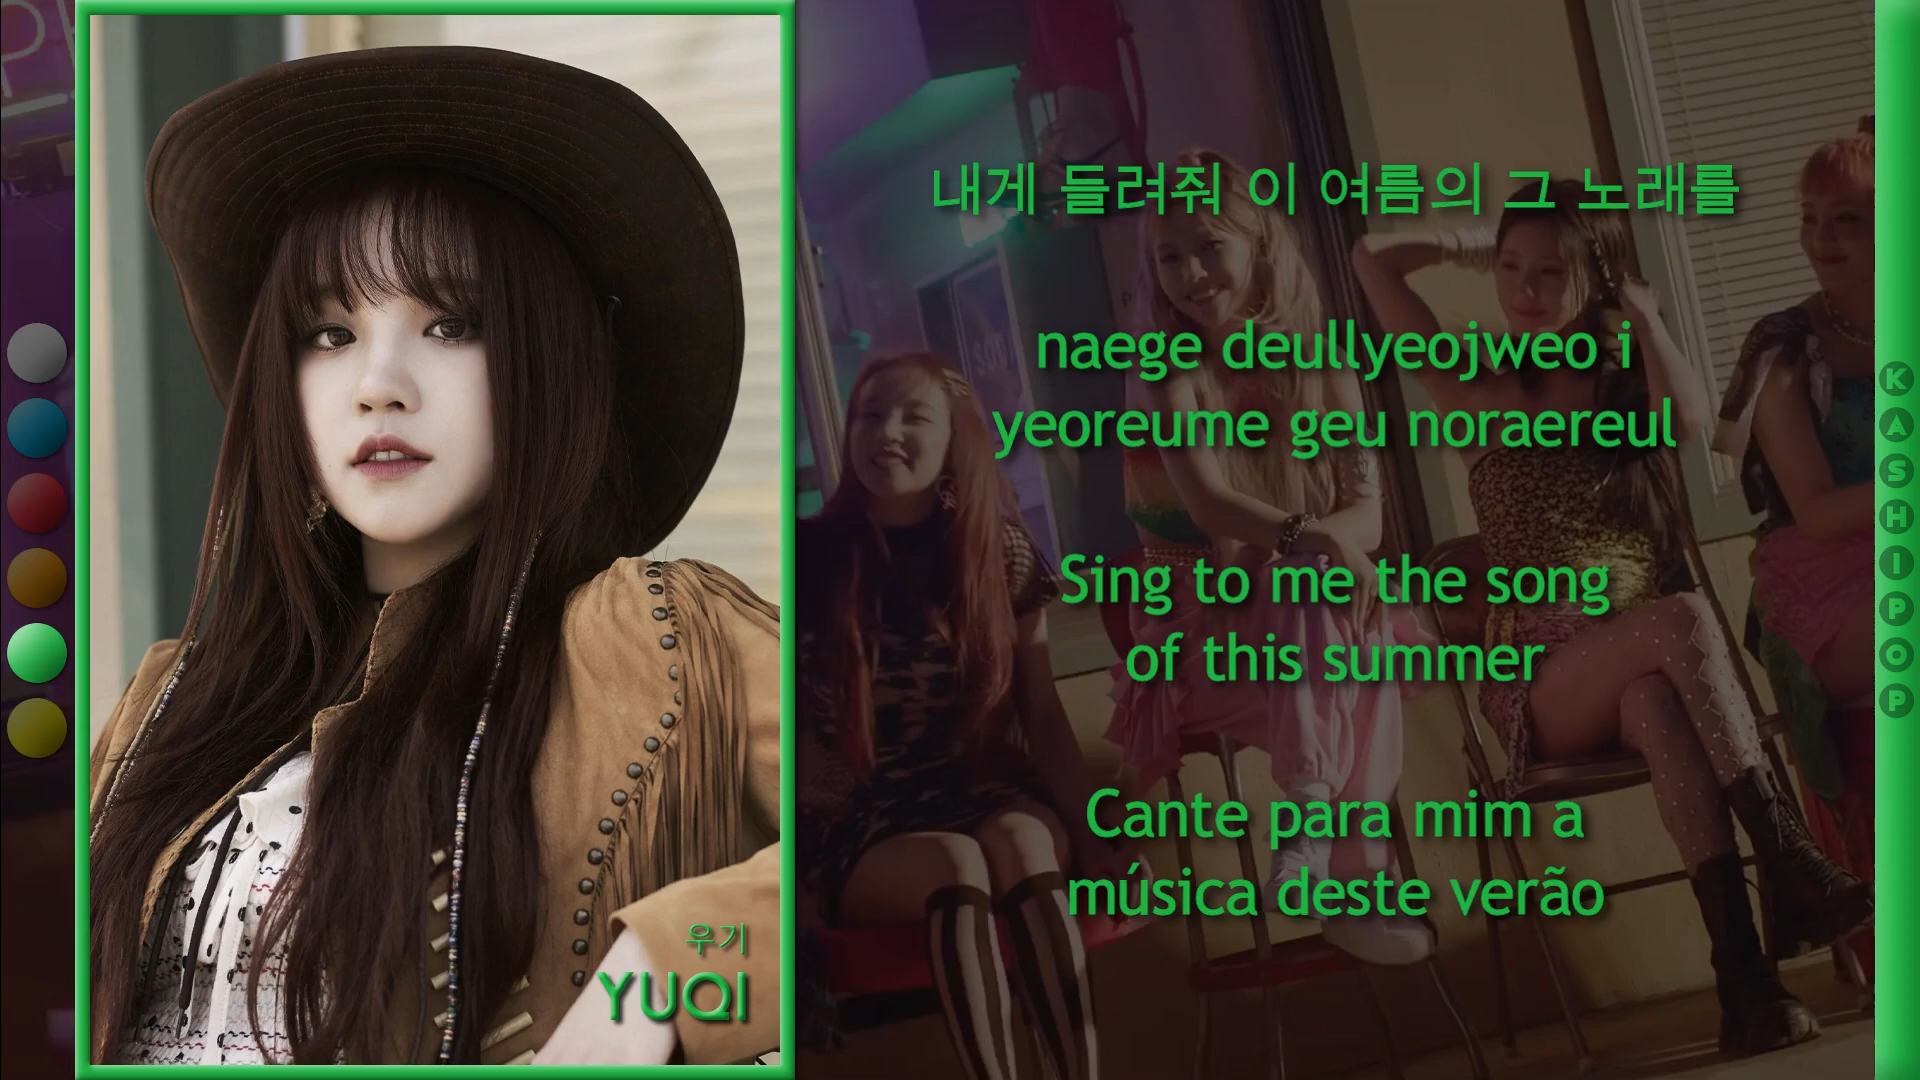 내게 들려줘 이 여름의 그 노래를
naege deullyeojweo i
yeoreume geu noraereul
Sing to me the song
of this summer
Cante para mim a
música deste verão
우기
YUQI
KASHIPOP